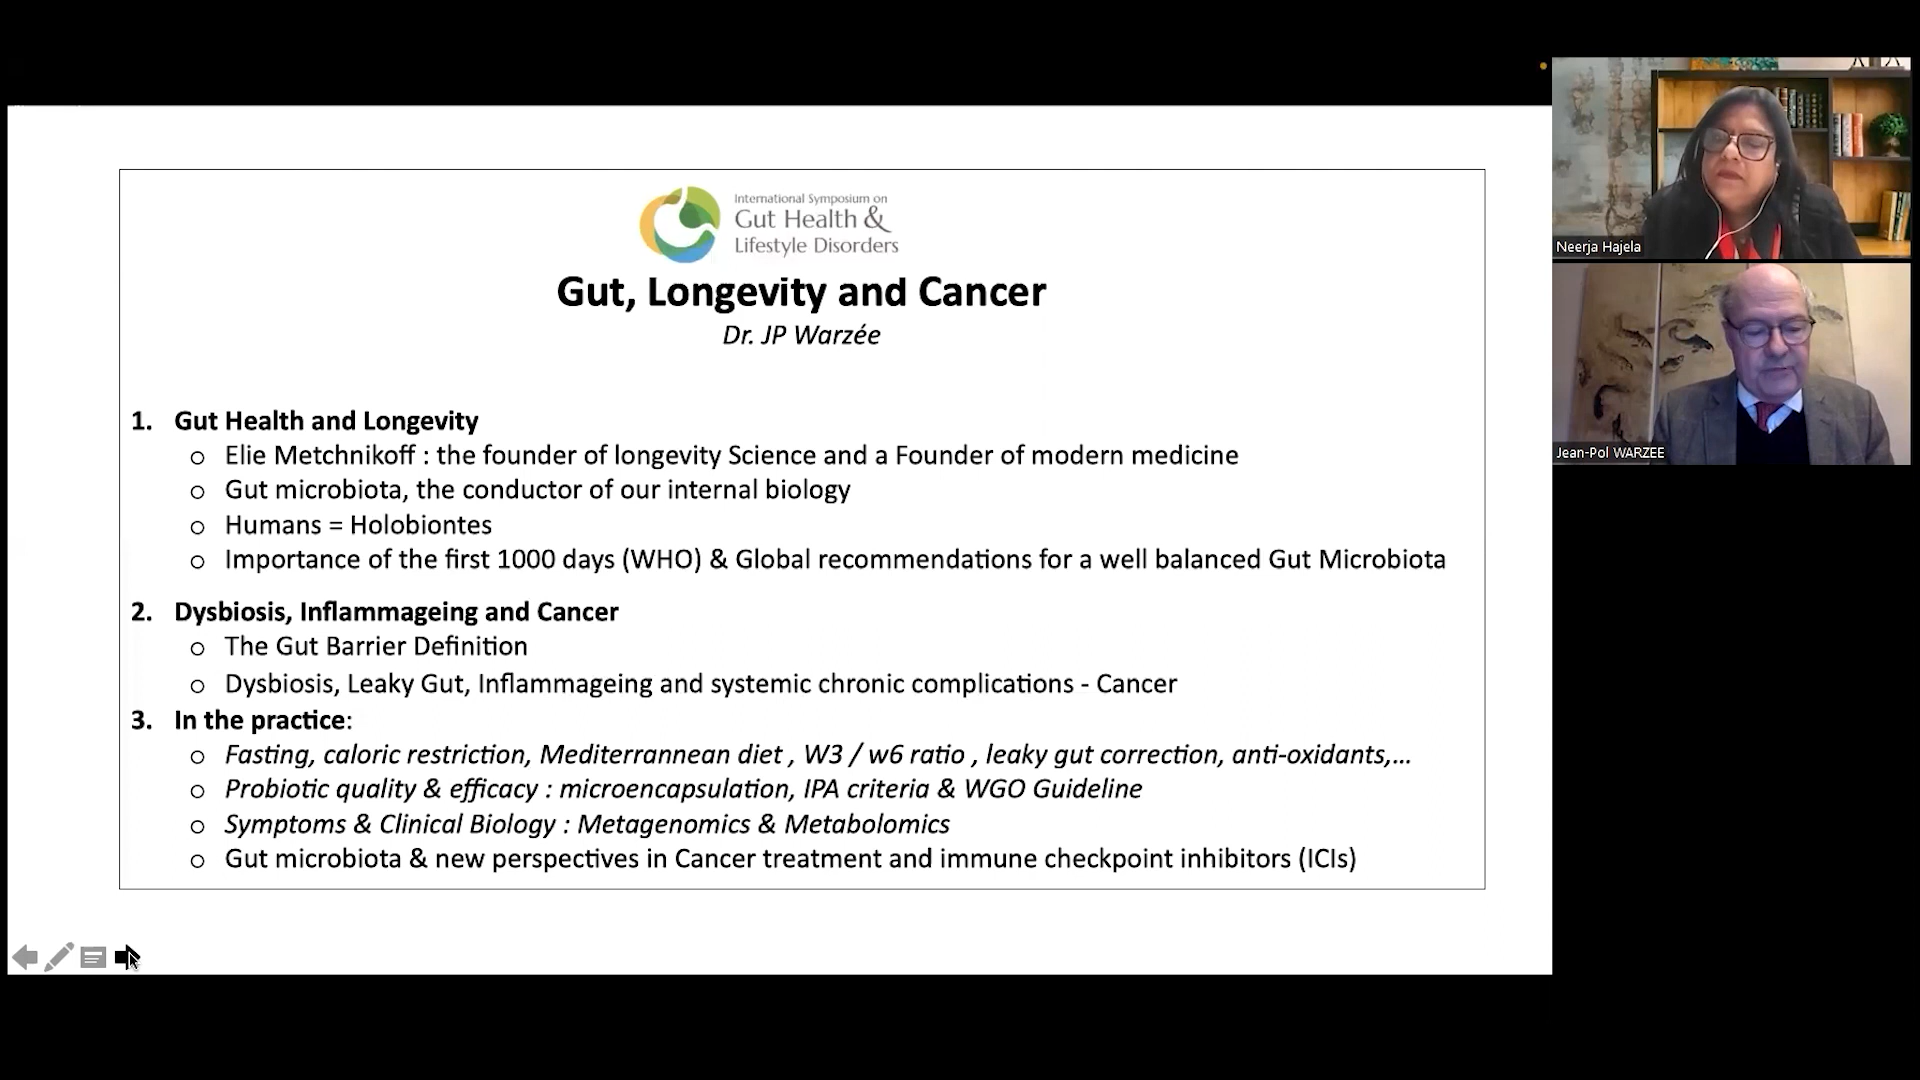 International Symposium on
Gut Health &
Lifestyle Disorders
Gut, Longevity and Cancer
Dr. JP Warzée
1. Gut Health and Longevity
o Elie Metchnikoff : the founder of longevity Science and a Founder of modern medicine
o Gut microbiota, the conductor of our internal biology
o Humans = Holobiontes
o Importance of the first 1000 days (WHO) & Global recommendations for a well balanced Gut Microbiota
2. Dysbiosis, Inflammageing and Cancer
o The Gut Barrier Definition
o Dysbiosis, Leaky Gut, Inflammageing and systemic chronic complications - Cancer
3. In the practice:
o Fasting, caloric restriction, Mediterrannean diet , W3 / w6 ratio , leaky gut correction, anti-oxidants,...
o Probiotic quality & efficacy : microencapsulation, IPA criteria & WGO Guideline
o Symptoms & Clinical Biology : Metagenomics & Metabolomics
o Gut microbiota & new perspectives in Cancer treatment and immune checkpoint inhibitors (ICIs)
Neerja Hajela
Jean-Pol WARZEE